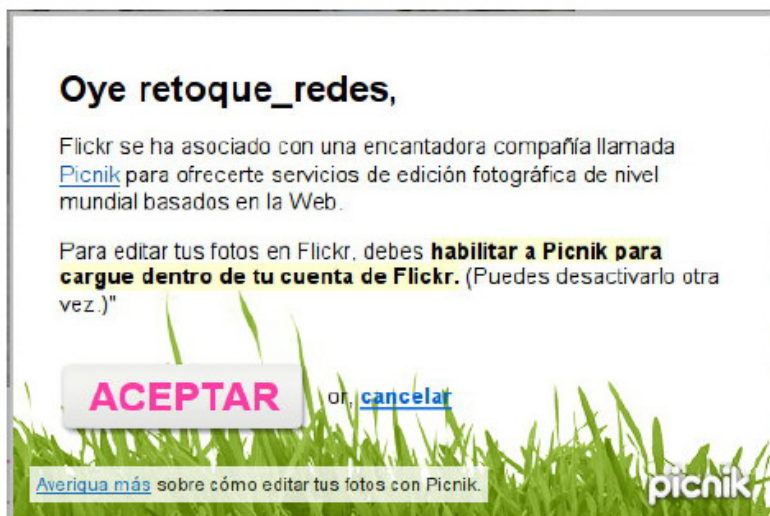 Oye retoque_redes,
Flickr se ha asociado con una encantadora compañía llamada
Picnik para ofrecerte servicios de edición fotográfica de nivel
mundial basados en la Web.
Para editar tus fotos en Flickr, debes habilitar a Picnik para
cargue dentro de tu cuenta de Flickr. (Puedes desactivarlo otra
vez.)"
ACEPTAR or, cancelar
Averigua más sobre cómo editar tus fotos con Picnik.
picnik